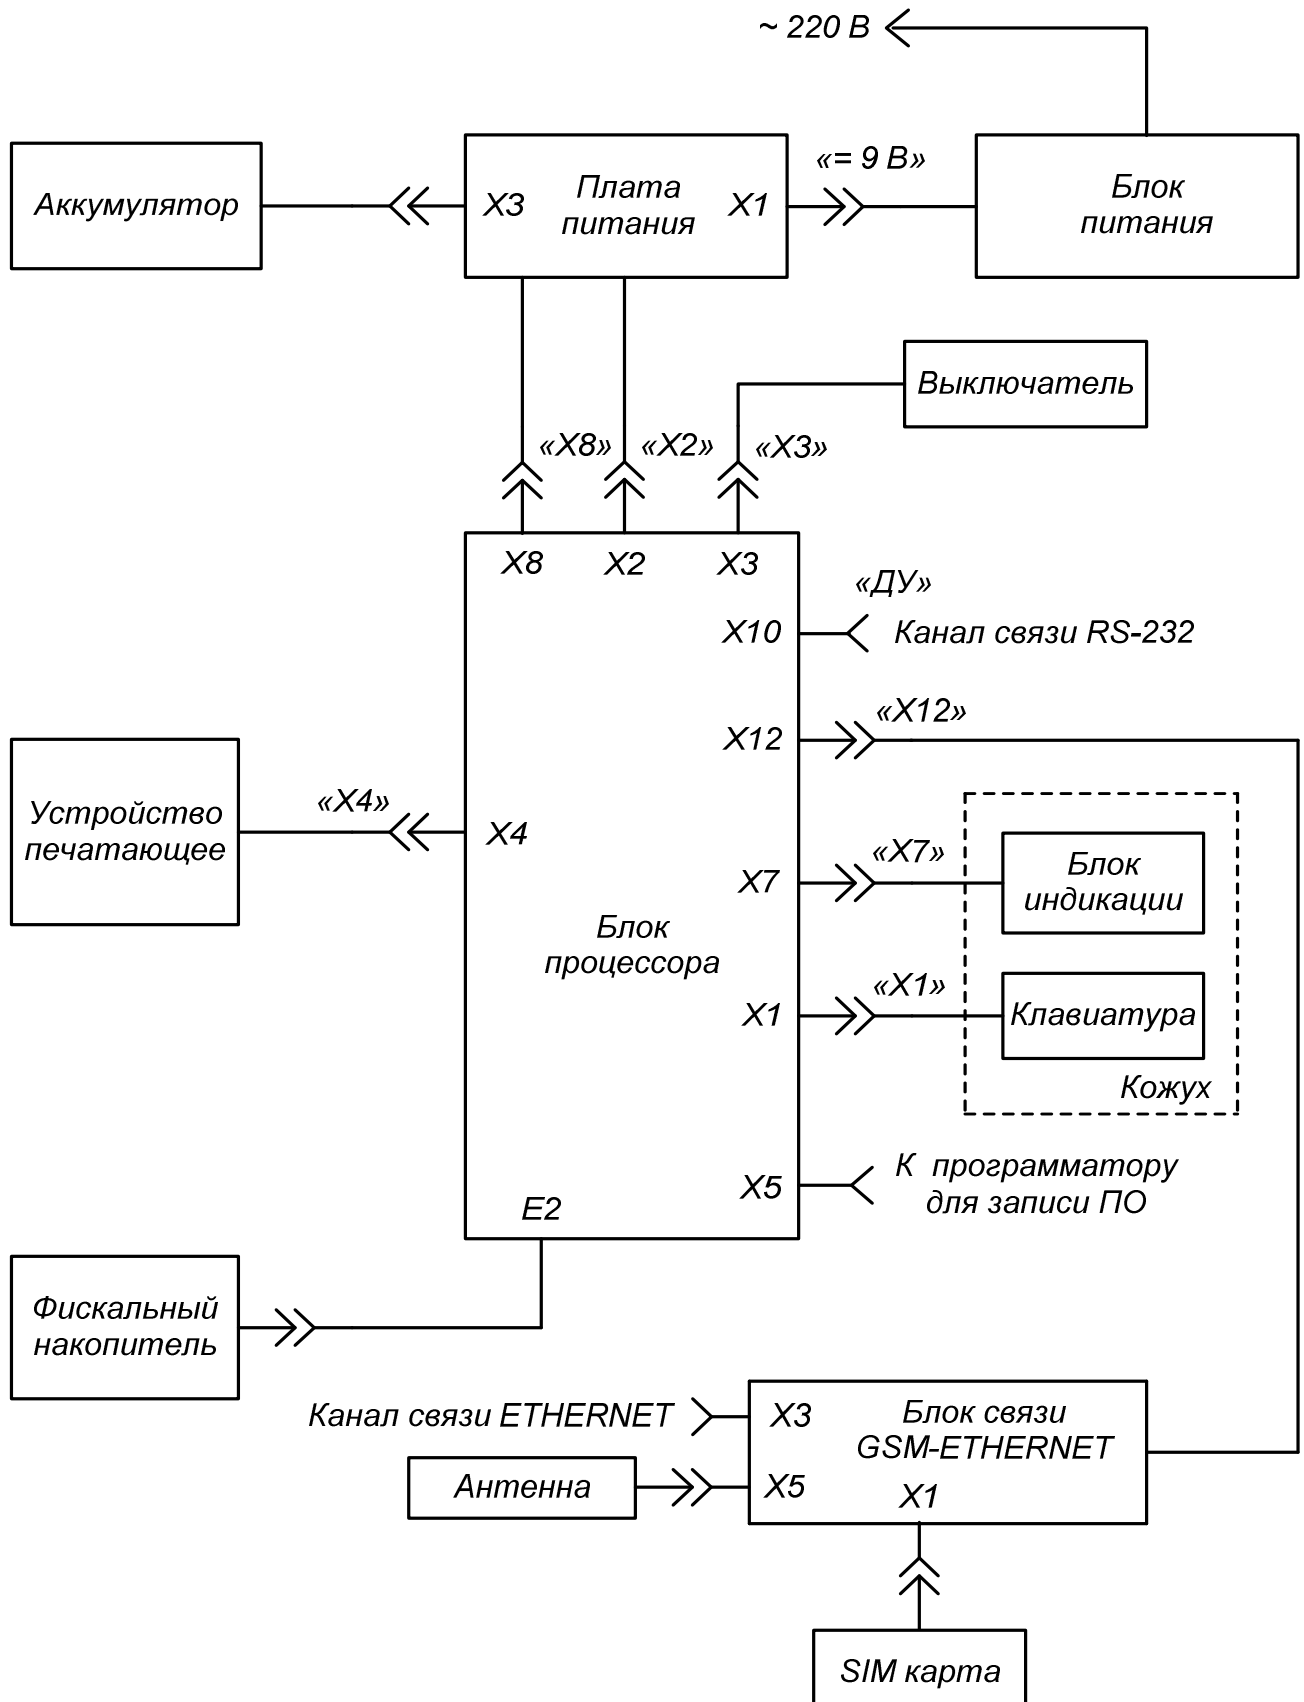 ~ 220 В
Аккумулятор
X3
Плата
питания
X1
«= 9 В»
Блок
питания
Выключатель
«X8»
«X2»
«X3»
X8
X2
X3
«ДУ»
X10
Канал связи RS-232
«X12»
X12
Устройство
печатающее
«X4»
X4
«X7»
X7
Блок
индикации
Блок
процессора
«X1»
X1
Клавиатура
Кожух
X5
К программатору
для записи ПО
E2
Фискальный
накопитель
Канал связи ETHERNET
X3
Блок связи
GSM-ETHERNET
Антенна
X5
X1
SIM карта